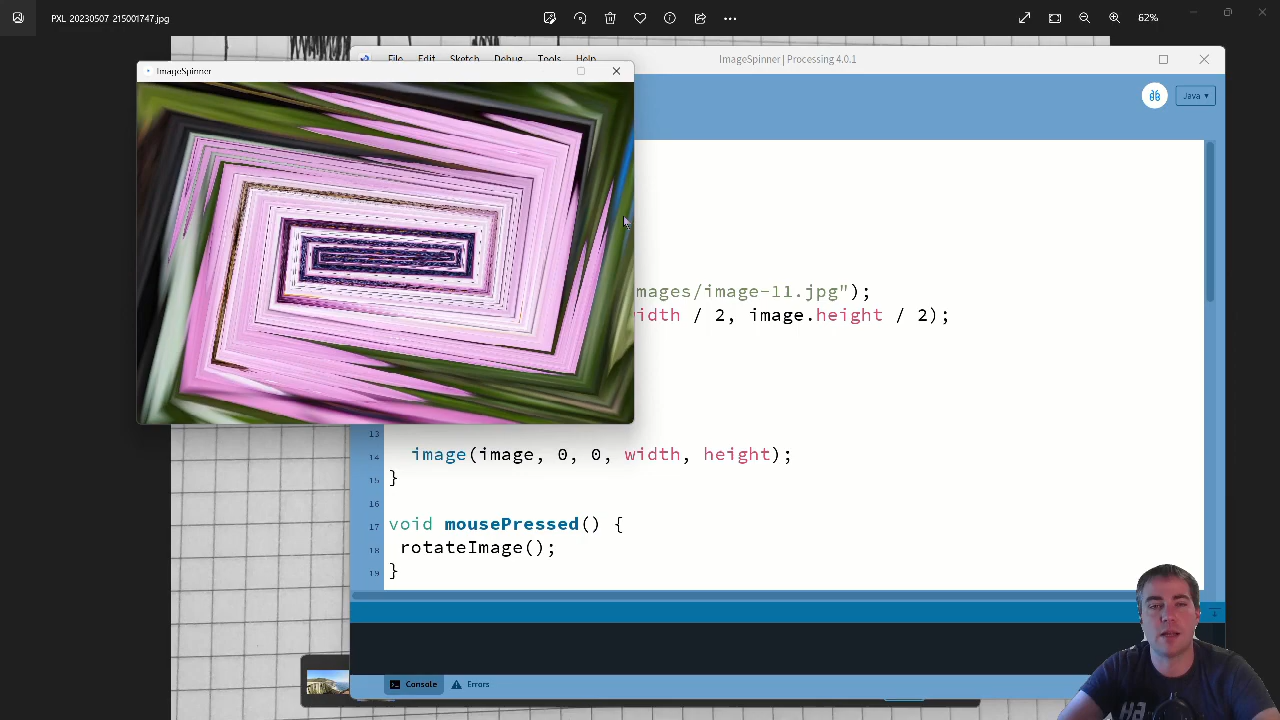 PXL 20230507 215001747.jpg
62%
File Edit Sketch Debug Tools Help
ImageSpinner | Processing 4.0.1
ImageSpinner
Java ▾
mages/image-11.jpg");
idth / 2, image.height / 2);
13
14 image(image, 0, 0, width, height);
15 }
16
17 void mousePressed() {
18 rotateImage();
19 }
Console Errors